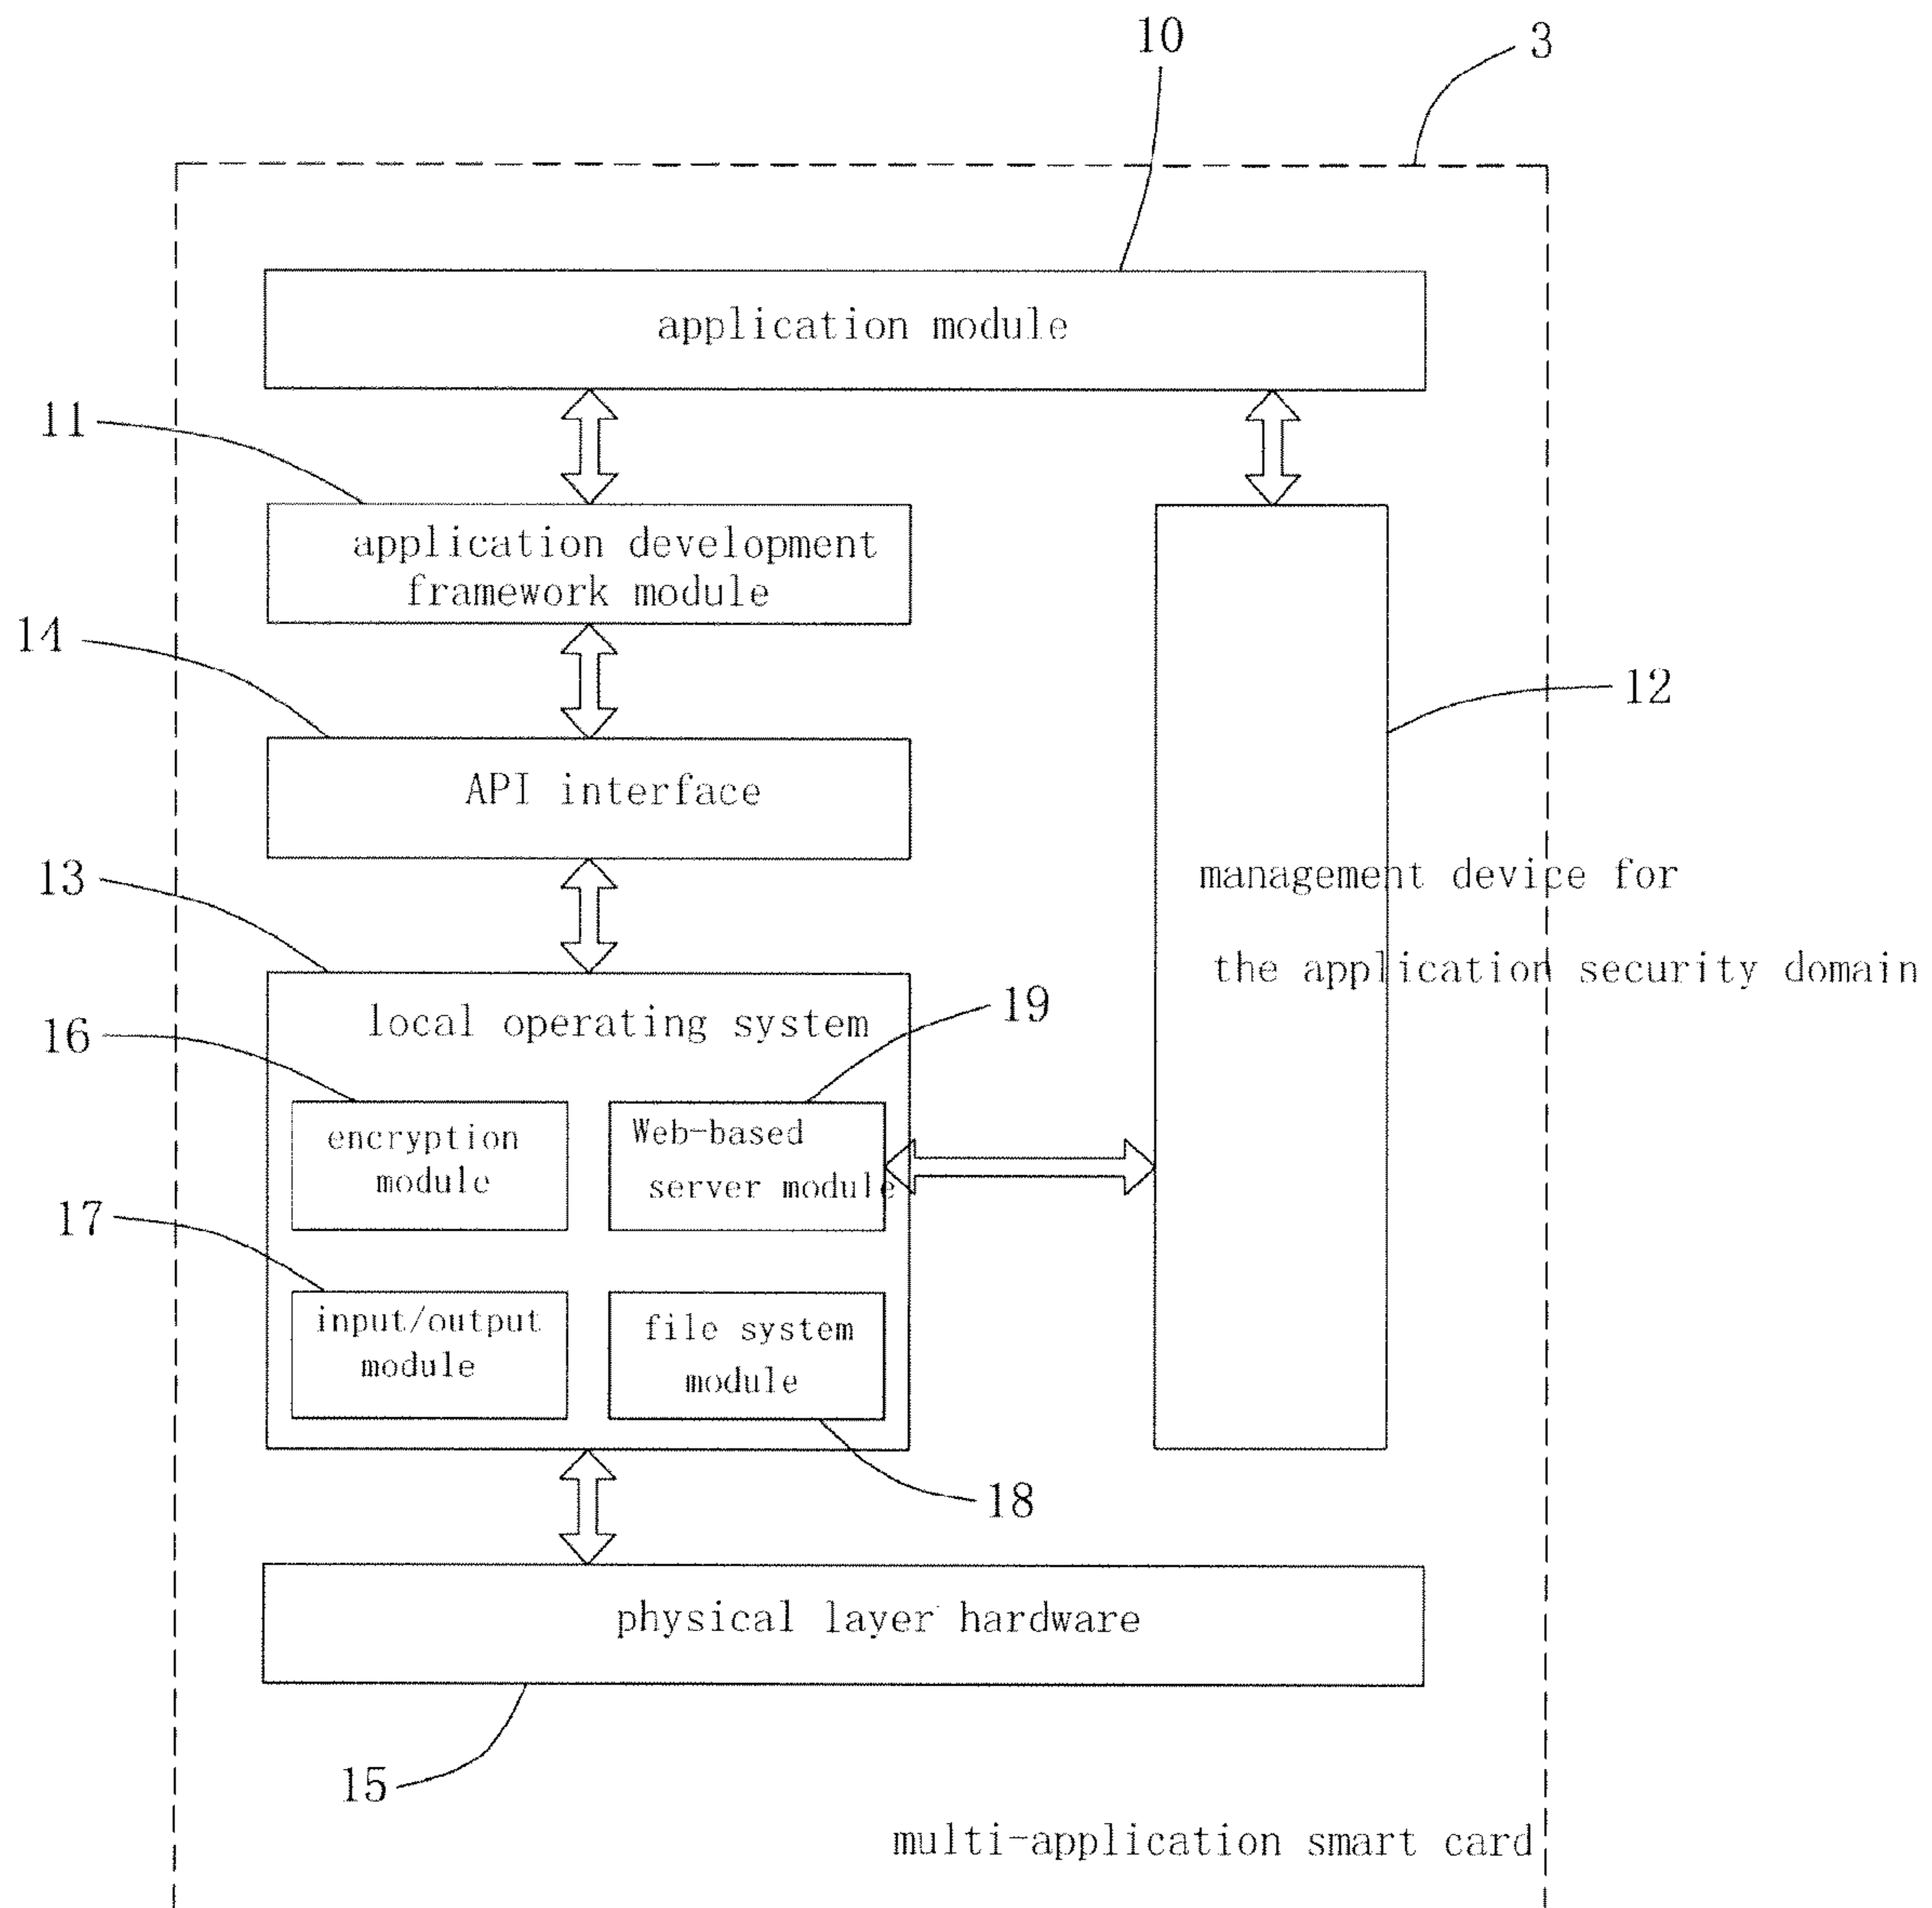 10
3
application module
11
application development
framework module
14
API interface
12
13
management device for
the application security domain
local operating system
19
16
encryption
module
Web-based
server module
17
input/output
module
file system
module
18
physical layer hardware
15
multi-application smart card